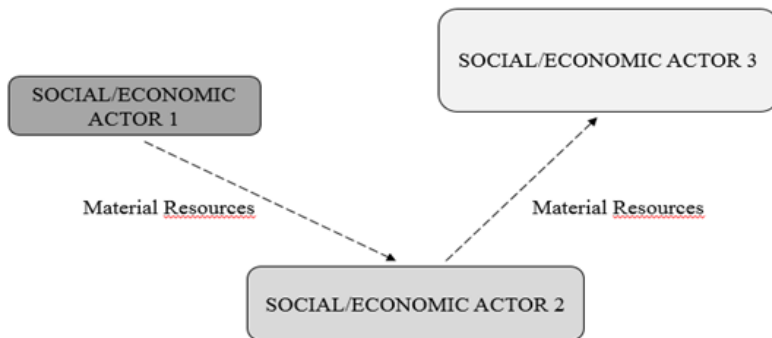 SOCIAL/ECONOMIC ACTOR 3
SOCIAL/ECONOMIC
ACTOR 1
Material Resources
Material Resources
SOCIAL/ECONOMIC ACTOR 2